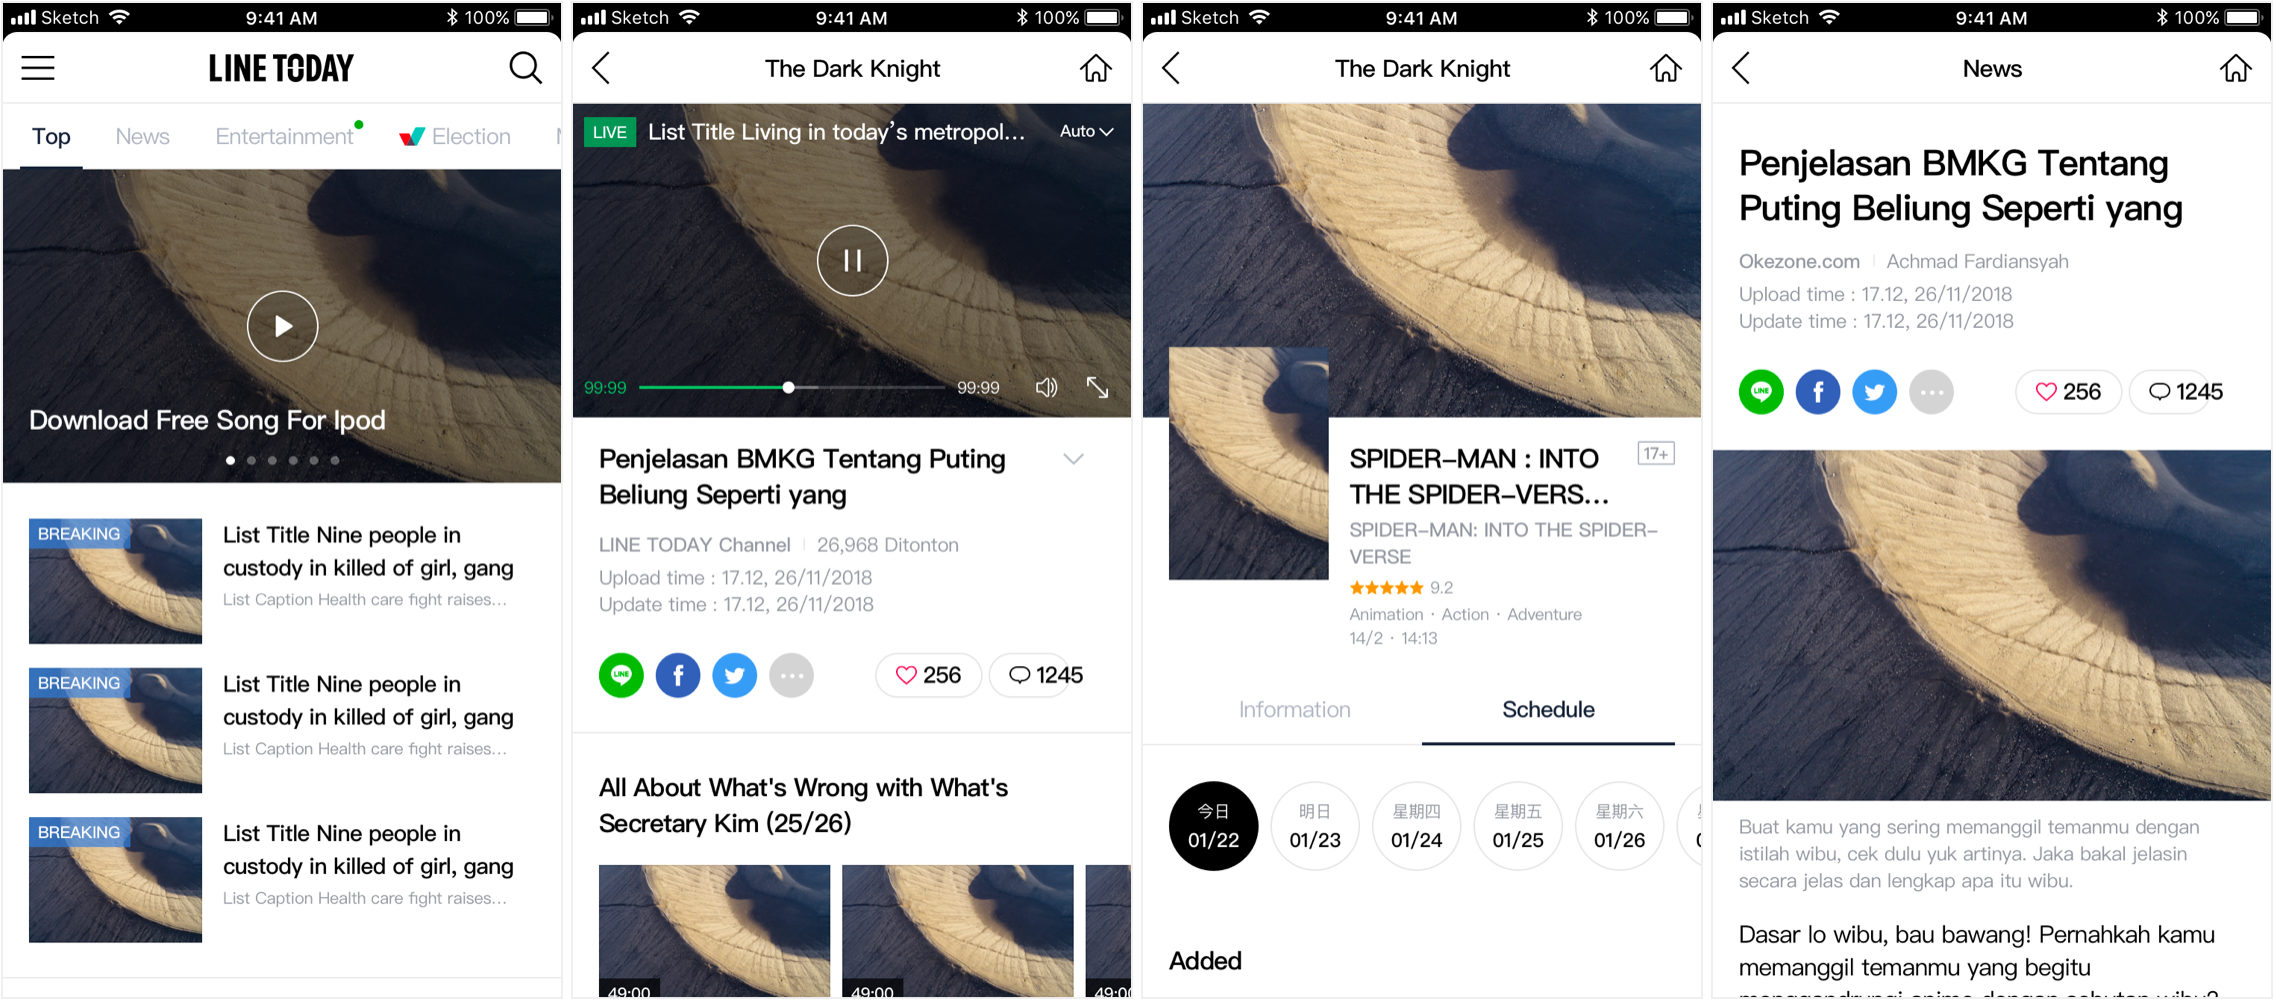 Sketch 9:41 AM 100%
LINE TODAY
Top News Entertainment Election
Download Free Song For Ipod
BREAKING
List Title Nine people in
custody in killed of girl, gang
List Caption Health care fight raises...
BREAKING
List Title Nine people in
custody in killed of girl, gang
List Caption Health care fight raises...
BREAKING
List Title Nine people in
custody in killed of girl, gang
List Caption Health care fight raises...
Sketch 9:41 AM 100%
The Dark Knight
LIVE List Title Living in today's metropol... Auto
99:99 99:99
Penjelasan BMKG Tentang Puting
Beliung Seperti yang
LINE TODAY Channel 26,968 Ditonton
Upload time : 17.12, 26/11/2018
Update time : 17.12, 26/11/2018
LINE 256 1245
All About What's Wrong with What's
Secretary Kim (25/26)
49:00 49:00 49:0
Sketch 9:41 AM 100%
The Dark Knight
SPIDER-MAN : INTO 17+
THE SPIDER-VERS...
SPIDER-MAN: INTO THE SPIDER-
VERSE
9.2
Animation · Action · Adventure
14/2 · 14:13
Information Schedule
今日 明日 星期四 星期五 星期六
01/22 01/23 01/24 01/25 01/26
Added
Sketch 9:41 AM 100%
News
Penjelasan BMKG Tentang
Puting Beliung Seperti yang
Okezone.com Achmad Fardiansyah
Upload time : 17.12, 26/11/2018
Update time : 17.12, 26/11/2018
LINE 256 1245
Buat kamu yang sering memanggil temanmu dengan
istilah wibu, cek dulu yuk artinya. Jaka bakal jelasin
secara jelas dan lengkap apa itu wibu.
Dasar lo wibu, bau bawang! Pernahkah kamu
memanggil temanmu yang begitu